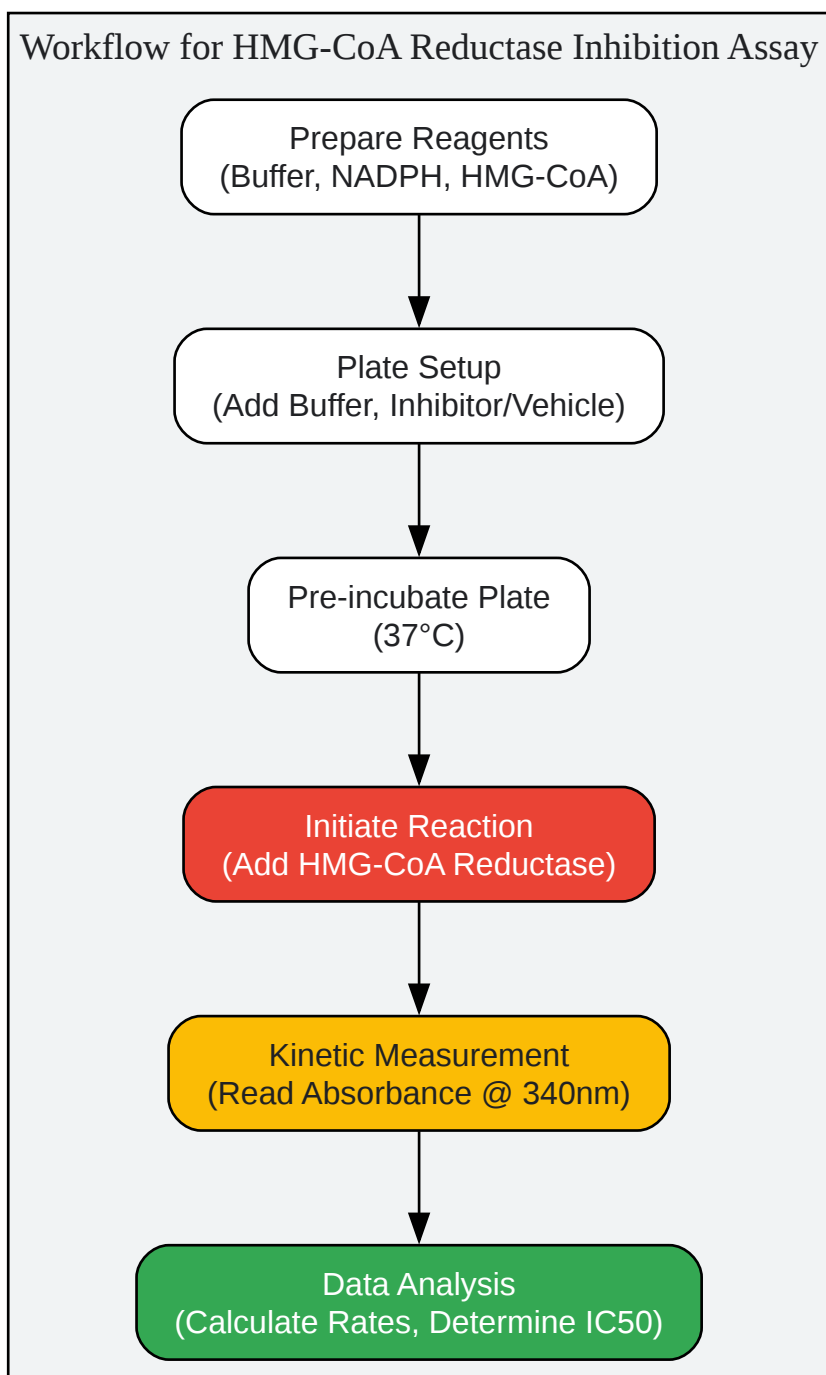 Workflow for HMG-CoA Reductase Inhibition Assay
Prepare Reagents
(Buffer, NADPH, HMG-CoA)
Plate Setup
(Add Buffer, Inhibitor/Vehicle)
Pre-incubate Plate
(37°C)
Initiate Reaction
(Add HMG-CoA Reductase)
Kinetic Measurement
(Read Absorbance @ 340nm)
Data Analysis
(Calculate Rates, Determine IC50)